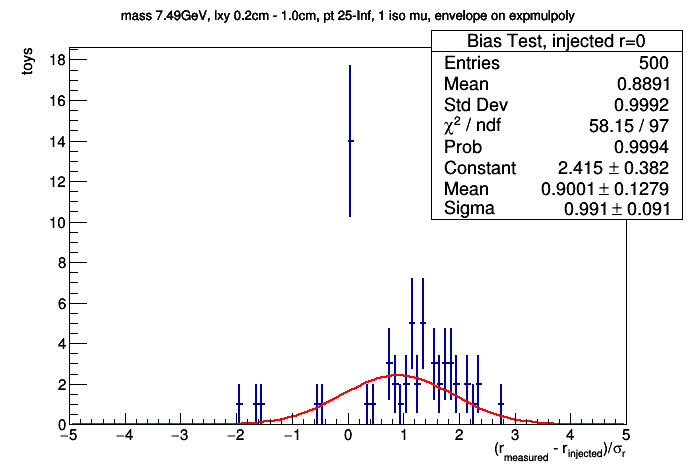 mass 7.49GeV, lxy 0.2cm - 1.0cm, pt 25-Inf, 1 iso mu, envelope on expmulpoly
Bias Test, injected r=0
Entries 500
Mean 0.8891
Std Dev 0.9992
χ² / ndf 58.15 / 97
Prob 0.9994
Constant 2.415 ± 0.382
Mean 0.9001 ± 0.1279
Sigma 0.991 ± 0.091
toys
18
16
14
12
10
8
6
4
2
0
−5 −4 −3 −2 −1 0 1 2 3 4 5
(r_measured - r_injected)/σ_r